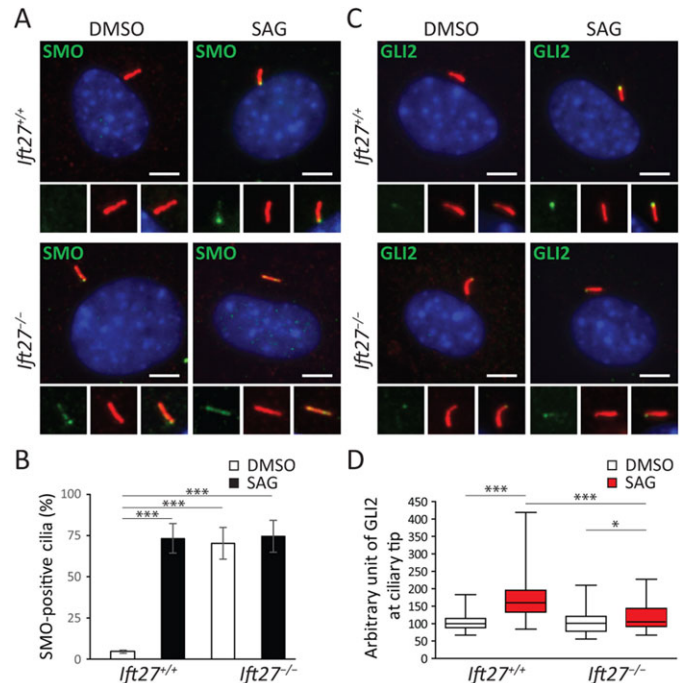 A
DMSO
SAG
SMO
SMO
Ift27+/+
SMO
SMO
Ift27−/−
C
DMSO
SAG
GLI2
GLI2
Ift27+/+
GLI2
GLI2
Ift27−/−
B
DMSO
SAG
SMO-positive cilia (%)
100
75
50
25
0
***
***
***
Ift27+/+
Ift27−/−
D
DMSO
SAG
Arbitrary unit of GLI2
at ciliary tip
450
400
350
300
250
200
150
100
50
0
***
***
*
Ift27+/+
Ift27−/−